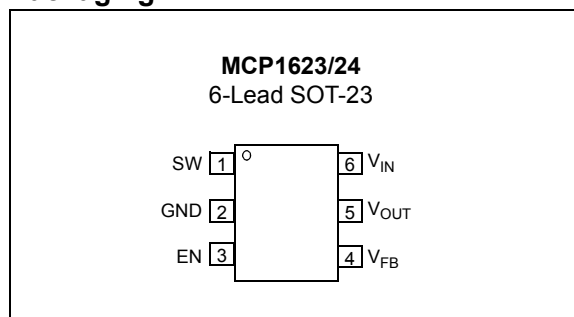 MCP1623/24
6-Lead SOT-23
SW 1 6 VIN
GND 2 5 VOUT
EN 3 4 VFB